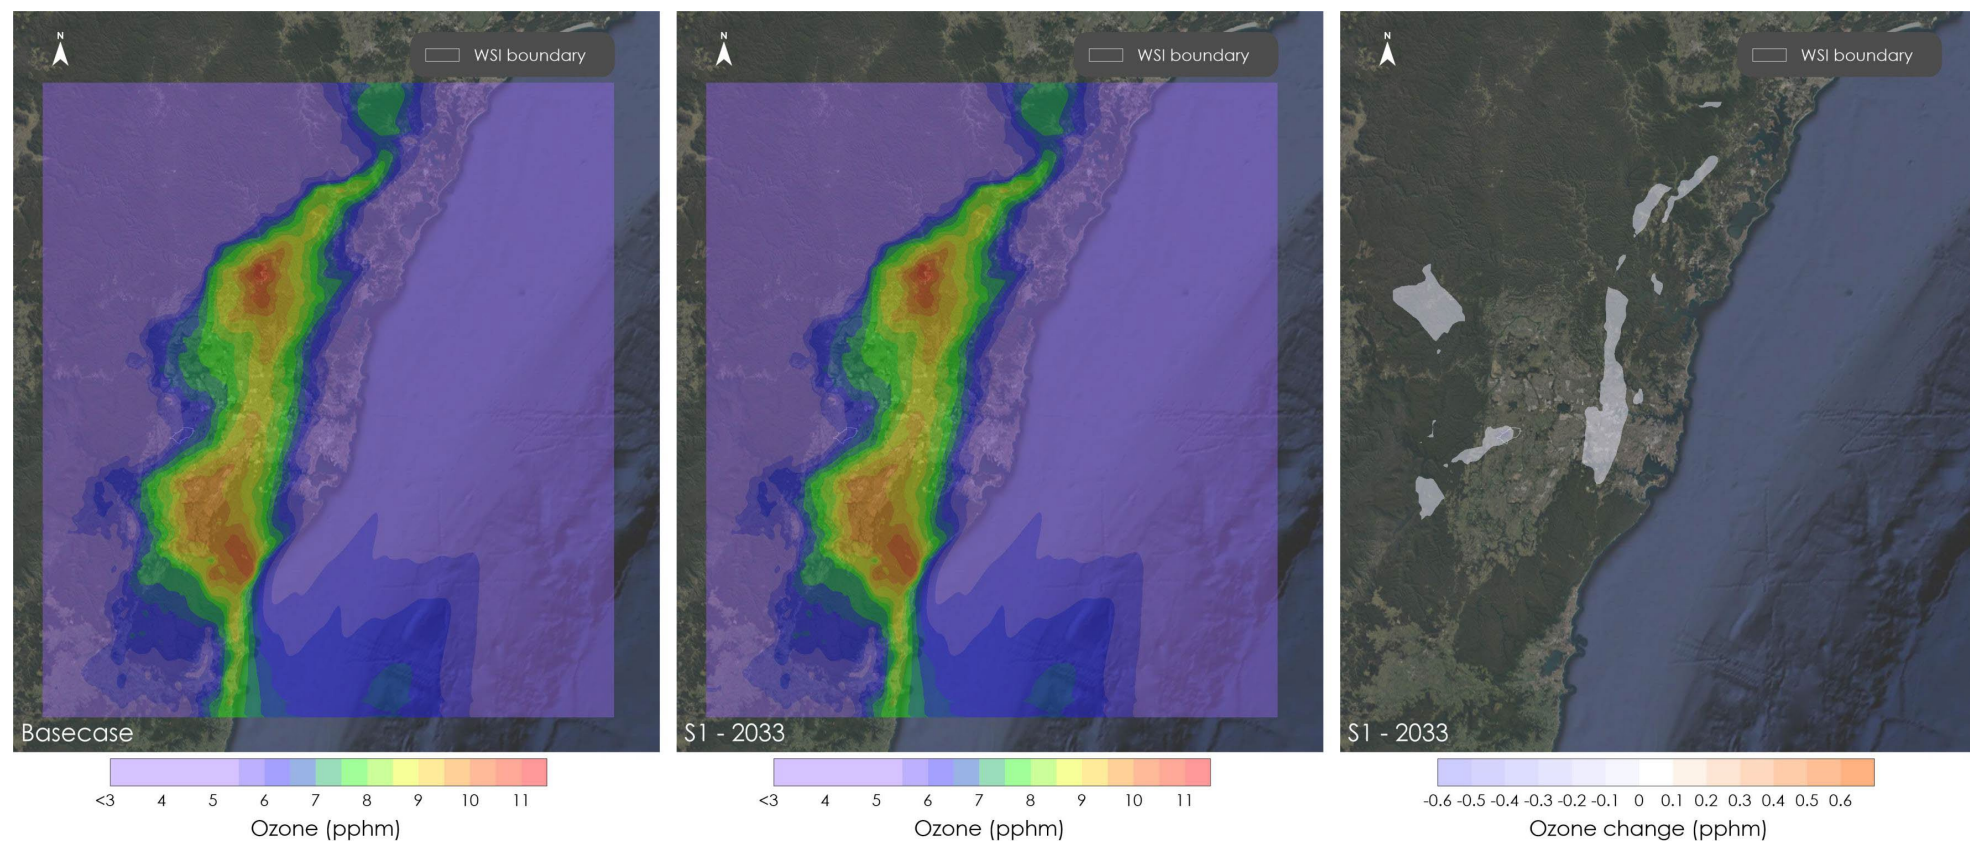 N
WSI boundary
Basecase
<3 4 5 6 7 8 9 10 11
Ozone (pphm)
N
WSI boundary
S1 - 2033
<3 4 5 6 7 8 9 10 11
Ozone (pphm)
N
WSI boundary
S1 - 2033
-0.6 -0.5 -0.4 -0.3 -0.2 -0.1 0 0.1 0.2 0.3 0.4 0.5 0.6
Ozone change (pphm)